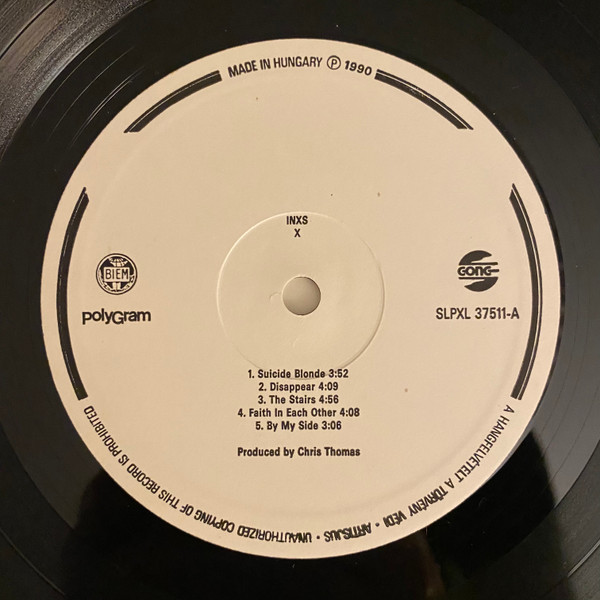 MADE IN HUNGARY Ⓟ 1990
INXS
X
BIEM
polyGram
GONG
SLPXL 37511-A
1. Suicide Blonde 3:52
2. Disappear 4:09
3. The Stairs 4:56
4. Faith In Each Other 4:08
5. By My Side 3:06
Produced by Chris Thomas
A HANGFELVÉTELT A TÖRVÉNY VÉDI • ARTISJUS • UNAUTHORIZED COPYING OF THIS RECORD IS PROHIBITED